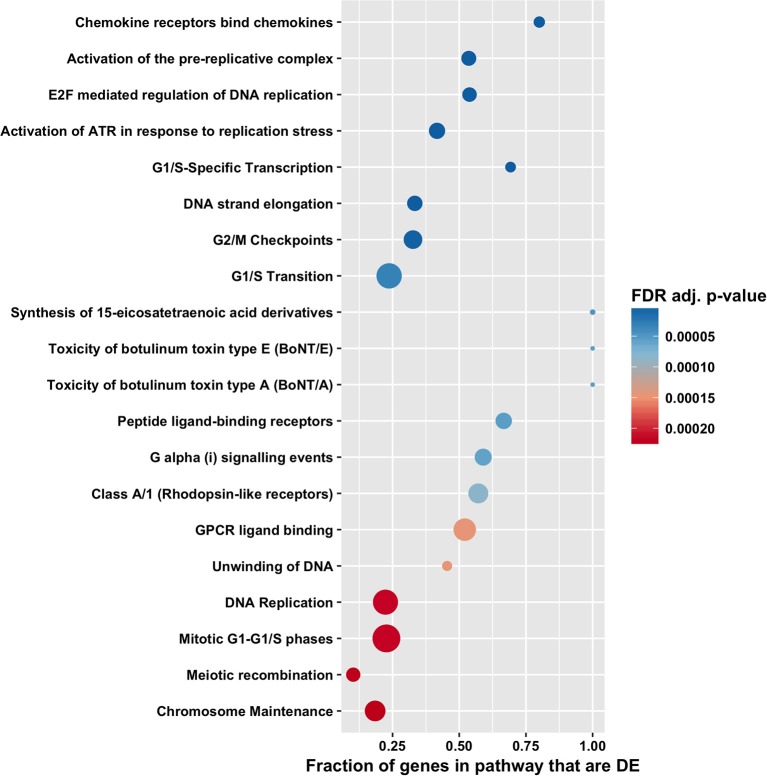 Chemokine receptors bind chemokines
Activation of the pre-replicative complex
E2F mediated regulation of DNA replication
Activation of ATR in response to replication stress
G1/S-Specific Transcription
DNA strand elongation
G2/M Checkpoints
G1/S Transition
Synthesis of 15-eicosatetraenoic acid derivatives
Toxicity of botulinum toxin type E (BoNT/E)
Toxicity of botulinum toxin type A (BoNT/A)
Peptide ligand-binding receptors
G alpha (i) signalling events
Class A/1 (Rhodopsin-like receptors)
GPCR ligand binding
Unwinding of DNA
DNA Replication
Mitotic G1-G1/S phases
Meiotic recombination
Chromosome Maintenance
0.25 0.50 0.75 1.00
Fraction of genes in pathway that are DE
FDR adj. p-value
0.00005
0.00010
0.00015
0.00020